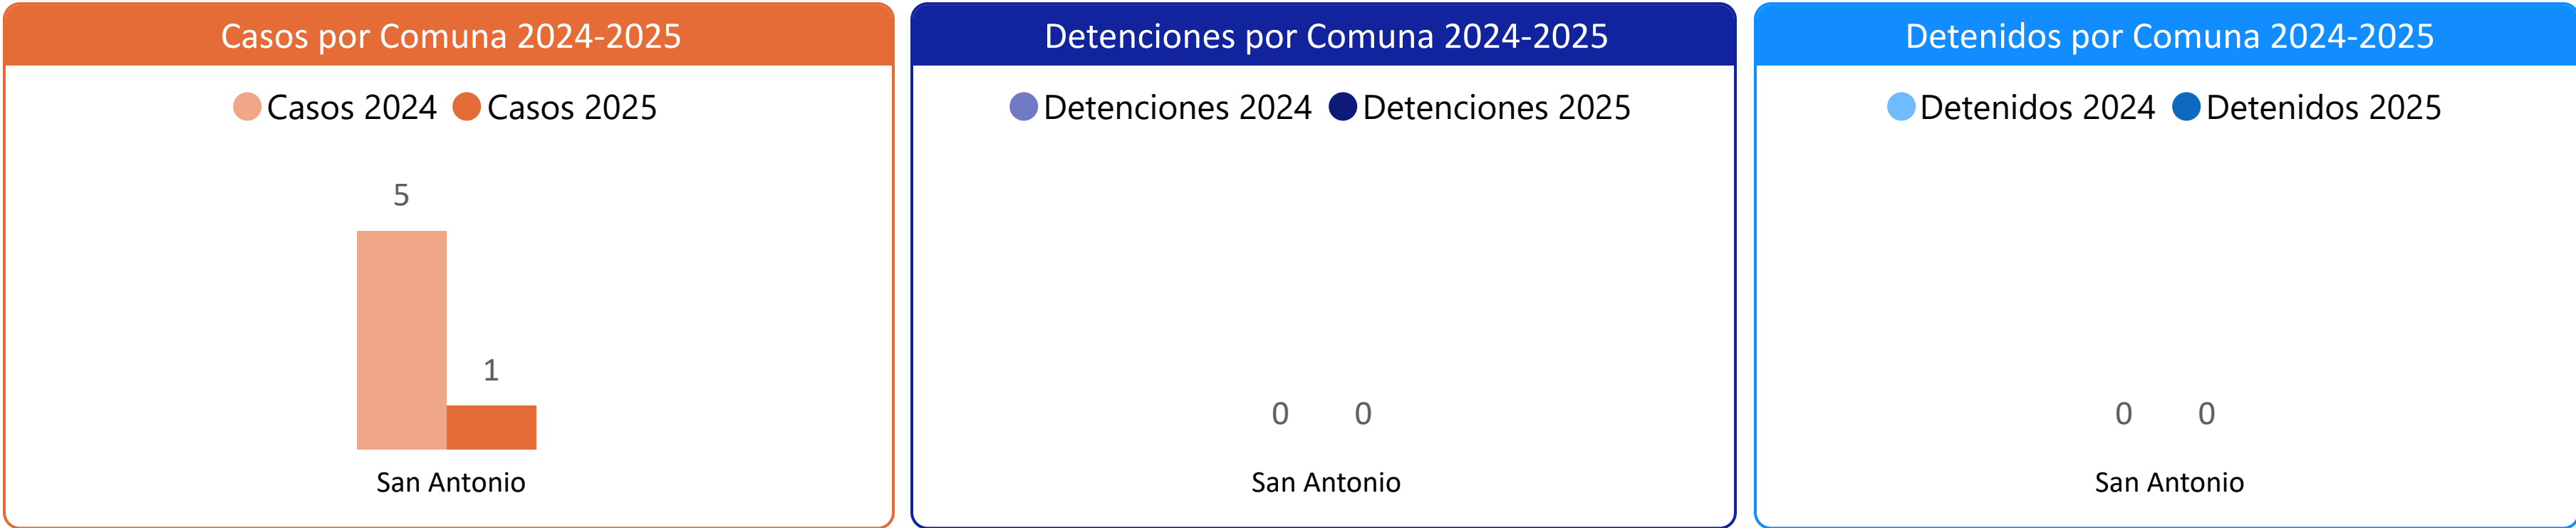 Casos por Comuna 2024-2025
Casos 2024 Casos 2025
5
1
San Antonio
Detenciones por Comuna 2024-2025
Detenciones 2024 Detenciones 2025
0 0
San Antonio
Detenidos por Comuna 2024-2025
Detenidos 2024 Detenidos 2025
0 0
San Antonio